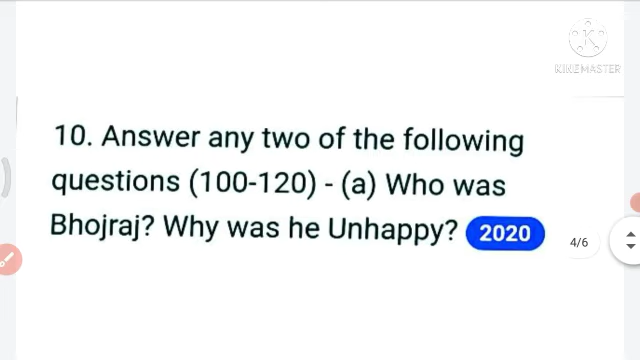 KINEMASTER
10. Answer any two of the following
questions (100-120) - (a) Who was
Bhojraj? Why was he Unhappy? 2020
4/6